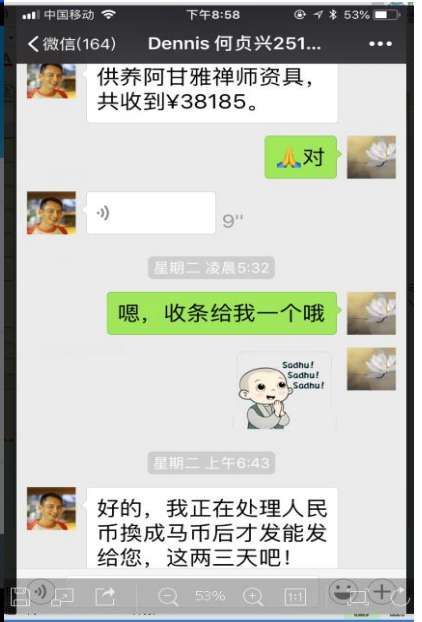 中国移动 下午8:58 53%
微信(164) Dennis 何贞兴251...
供养阿甘雅禅师资具，
共收到¥38185。
🙏对
9"
星期二 凌晨5:32
嗯，收条给我一个哦
Sadhu!
Sadhu!
Sadhu!
星期二 上午6:43
好的，我正在处理人民
币換成马币后才发能发
给您，这两三天吧！
53% 1:1